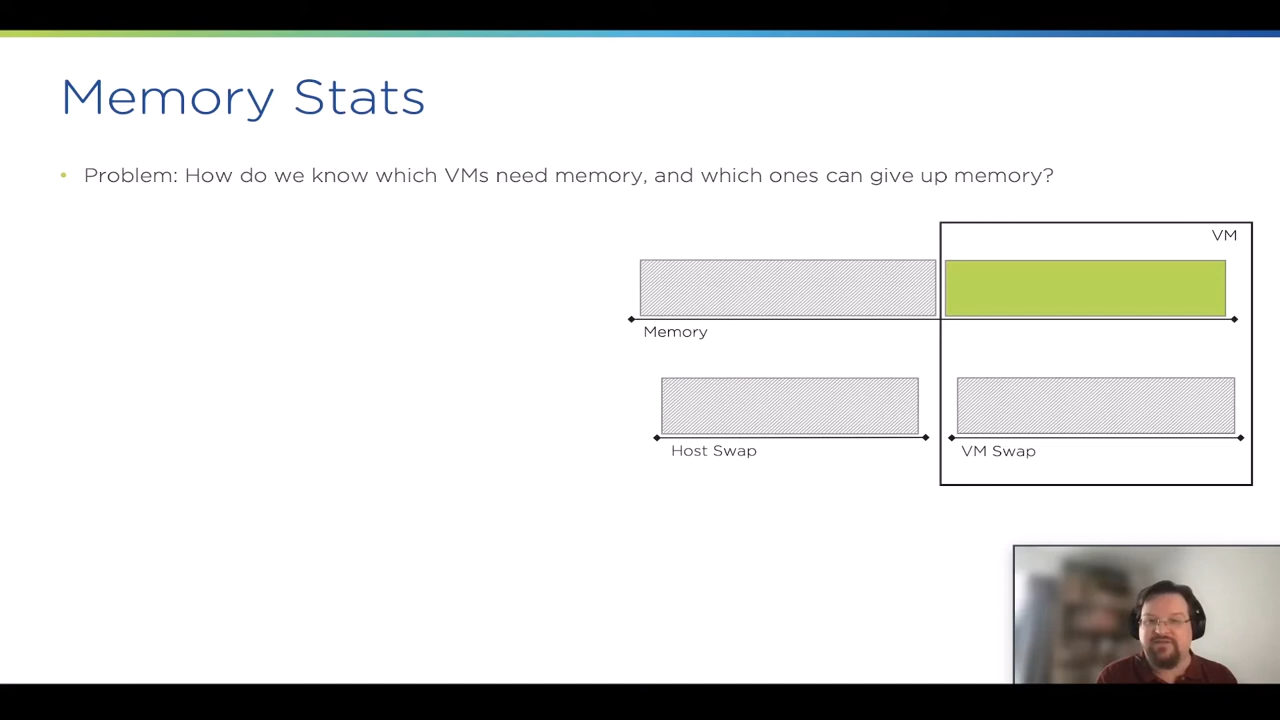 Memory Stats
• Problem: How do we know which VMs need memory, and which ones can give up memory?
VM
Memory
Host Swap
VM Swap